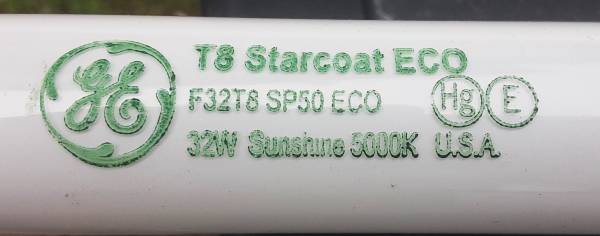 GE
T8 Starcoat ECO
F32T8 SP50 ECO
Hg E
32W Sunshine 5000K U.S.A.